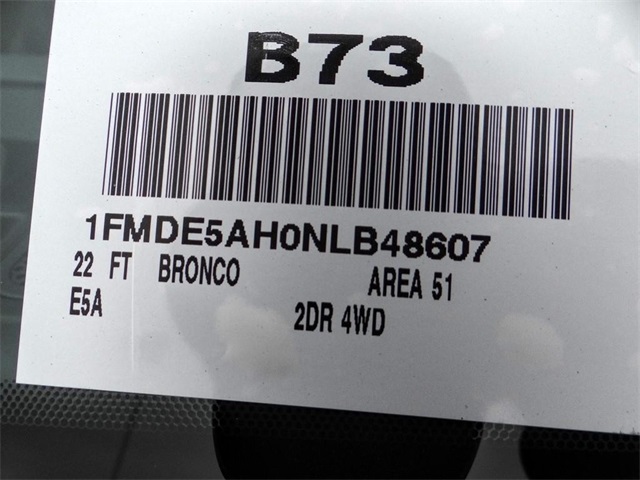 B73
1FMDE5AH0NLB48607
22 FT BRONCO AREA 51
E5A 2DR 4WD